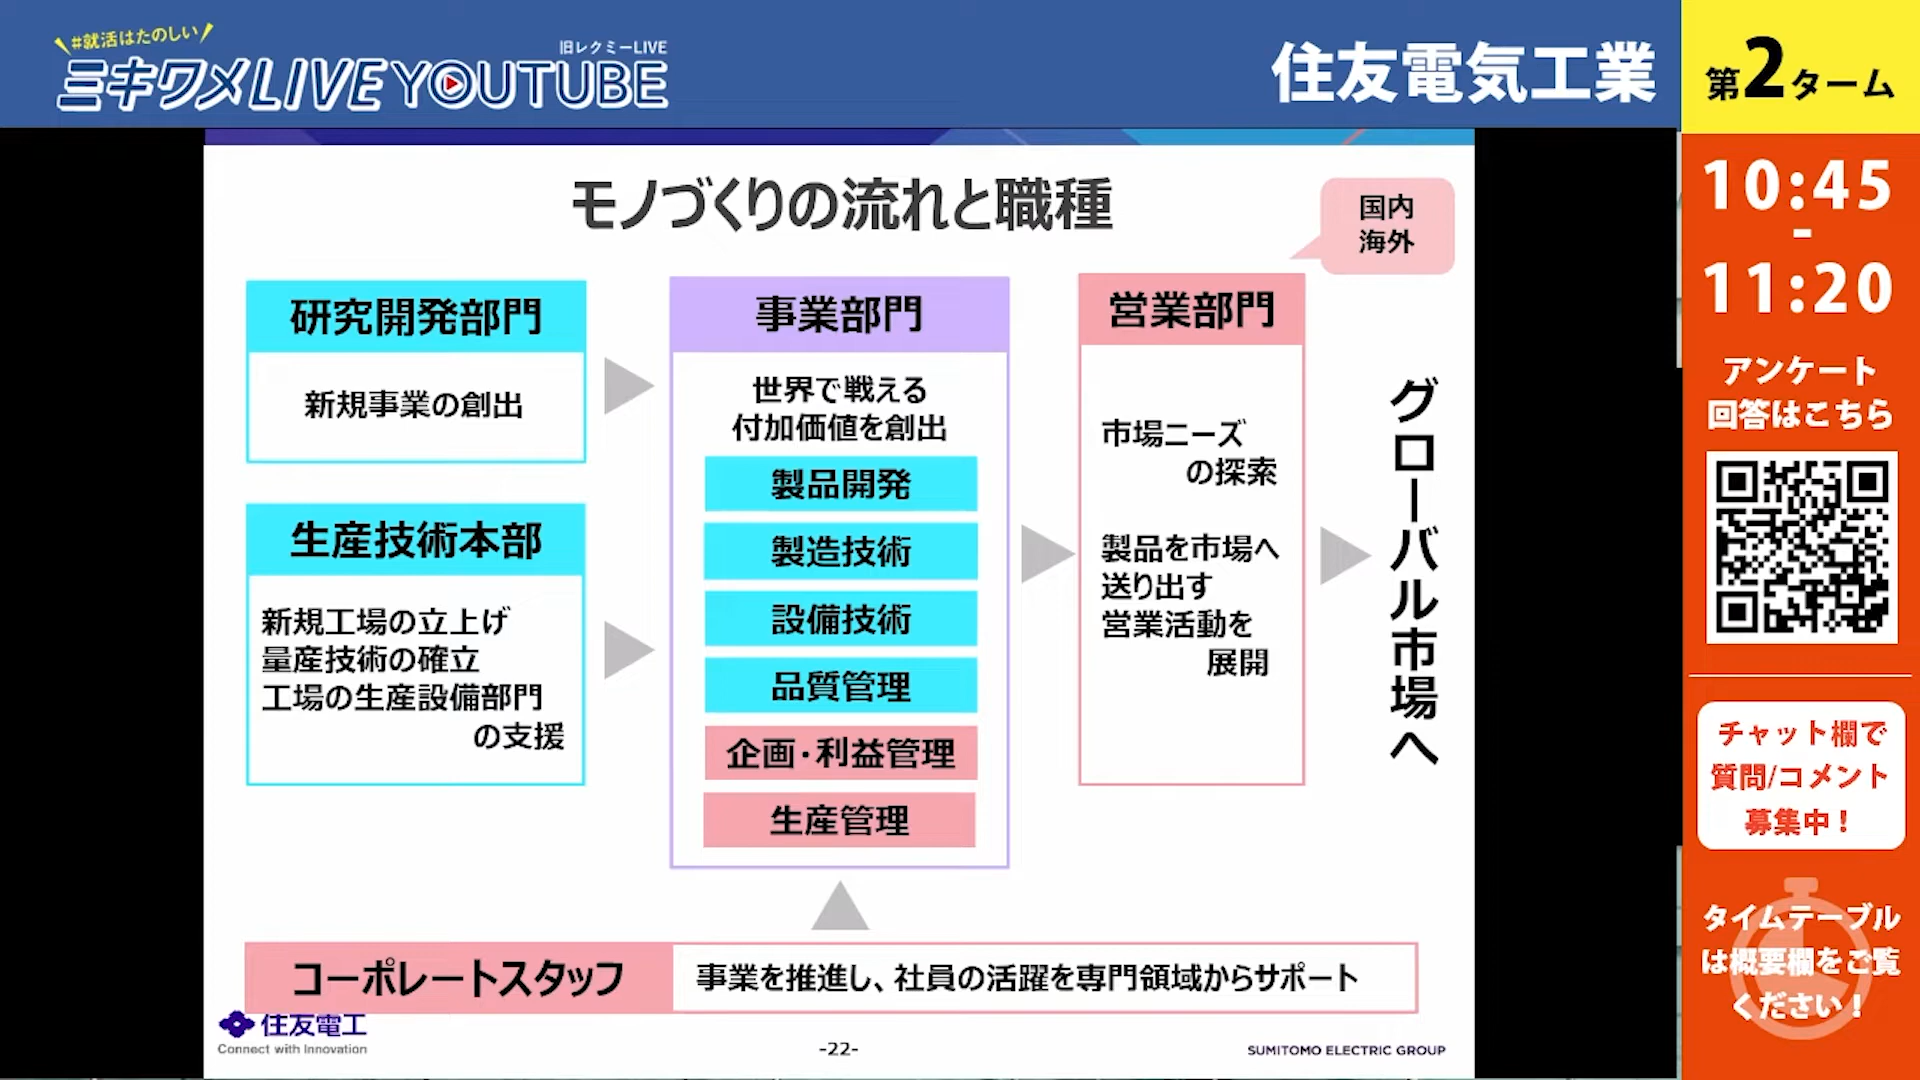 #就活はたのしい
旧レクミーLIVE
ミキワメLIVE YOUTUBE
住友電気工業
第2ターム
モノづくりの流れと職種
国内
海外
研究開発部門
新規事業の創出
生産技術本部
新規工場の立上げ
量産技術の確立
工場の生産設備部門
の支援
事業部門
世界で戦える
付加価値を創出
製品開発
製造技術
設備技術
品質管理
企画・利益管理
生産管理
営業部門
市場ニーズ
の探索
製品を市場へ
送り出す
営業活動を
展開
グローバル市場へ
コーポレートスタッフ
事業を推進し、社員の活躍を専門領域からサポート
住友電工
Connect with Innovation
-22-
SUMITOMO ELECTRIC GROUP
10:45
-
11:20
アンケート
回答はこちら
チャット欄で
質問/コメント
募集中！
タイムテーブル
は概要欄をご覧
ください！